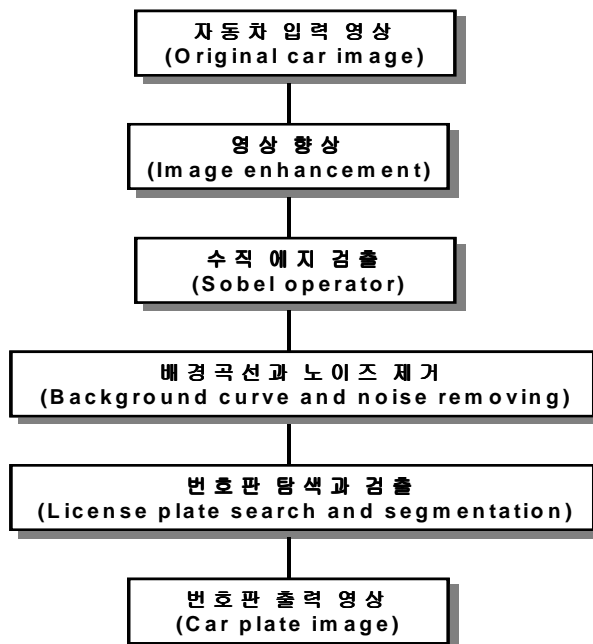 자동차 입력 영상
(Original car image)
영상 향상
(Image enhancement)
수직 에지 검출
(Sobel operator)
배경곡선과 노이즈 제거
(Background curve and noise removing)
번호판 탐색과 검출
(License plate search and segmentation)
번호판 출력 영상
(Car plate image)